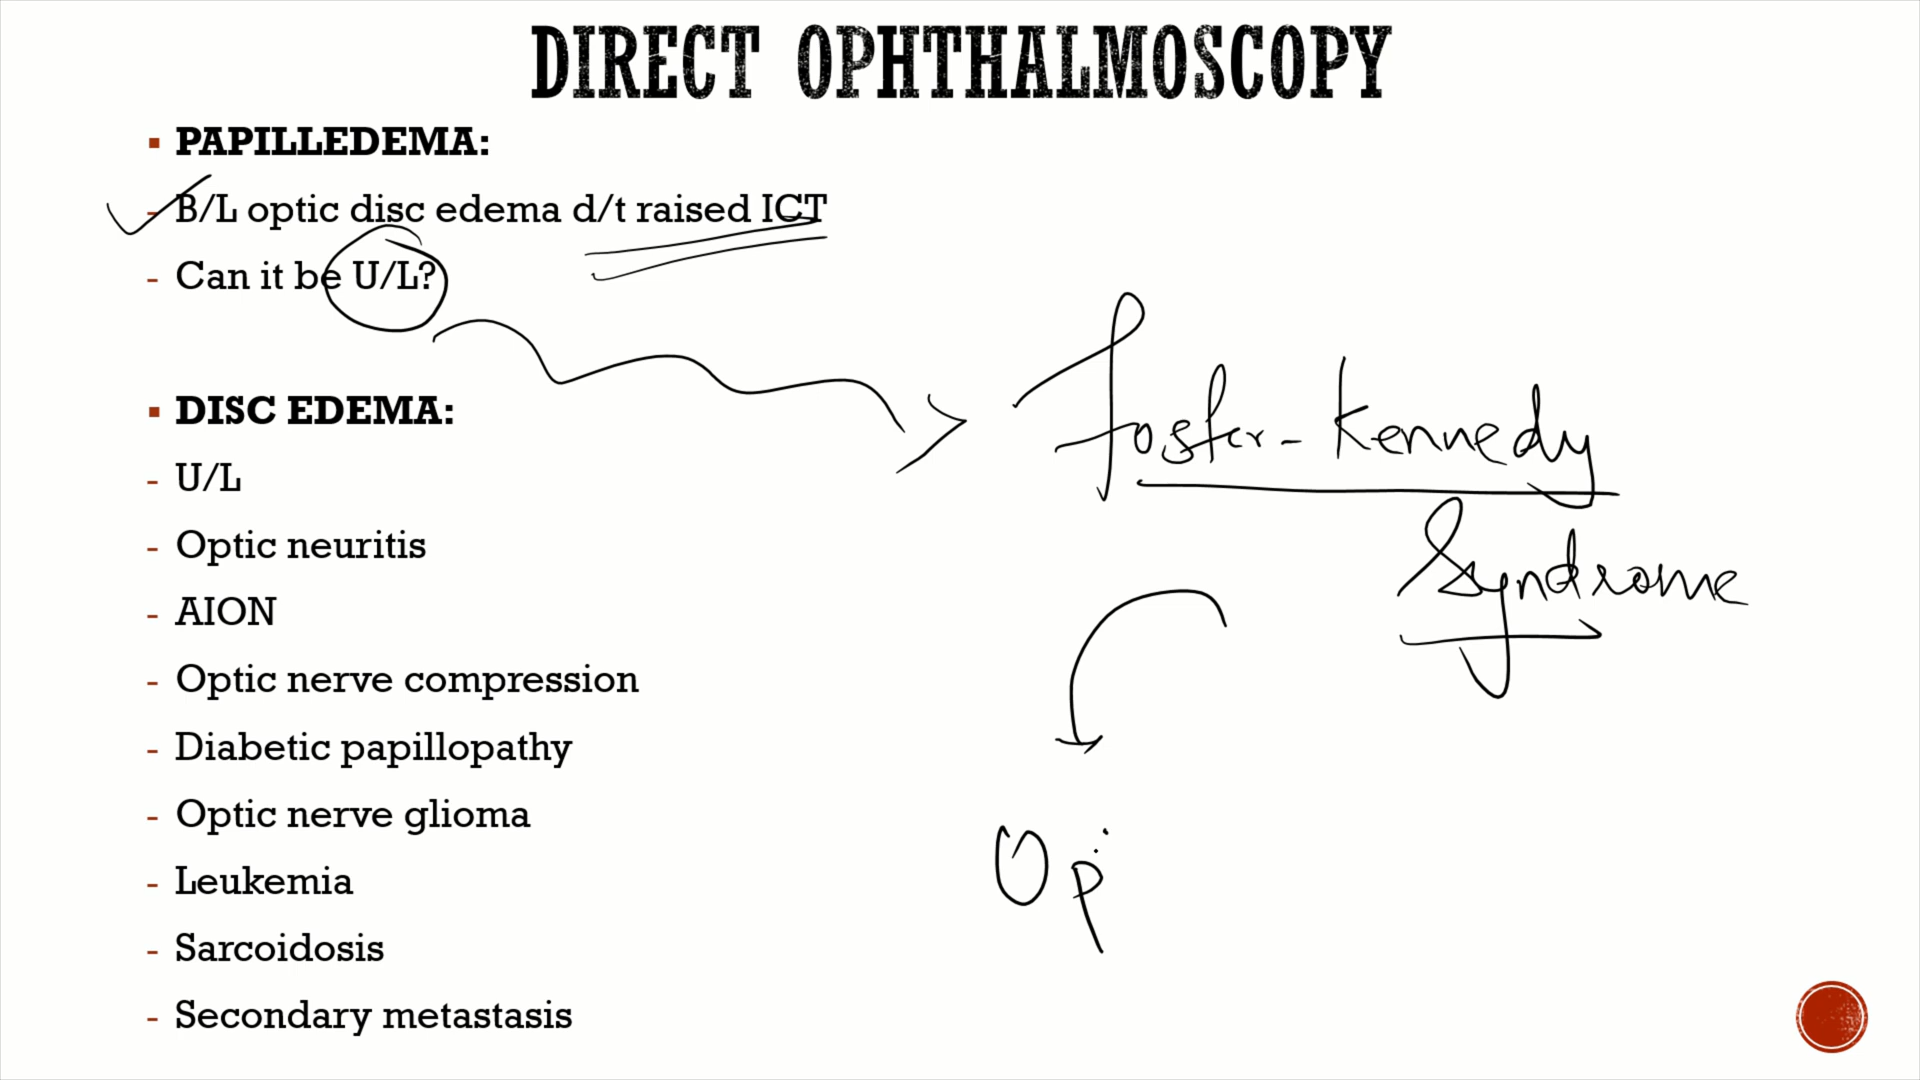 DIRECT OPHTHALMOSCOPY
▪ PAPILLEDEMA:
- B/L optic disc edema d/t raised ICT
- Can it be U/L?
Foster-Kennedy
Syndrome
▪ DISC EDEMA:
- U/L
- Optic neuritis
- AION
- Optic nerve compression
- Diabetic papillopathy
- Optic nerve glioma
- Leukemia
- Sarcoidosis
- Secondary metastasis
Op